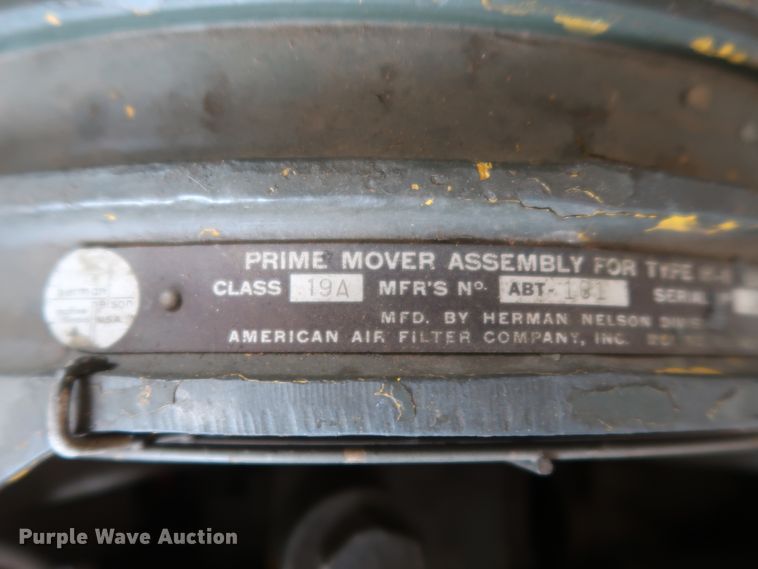 PRIME MOVER ASSEMBLY FOR TYPE
CLASS 19A MFR'S No. ABT-181 SERIAL
MFD. BY HERMAN NELSON
AMERICAN AIR FILTER COMPANY, INC.
Purple Wave Auction